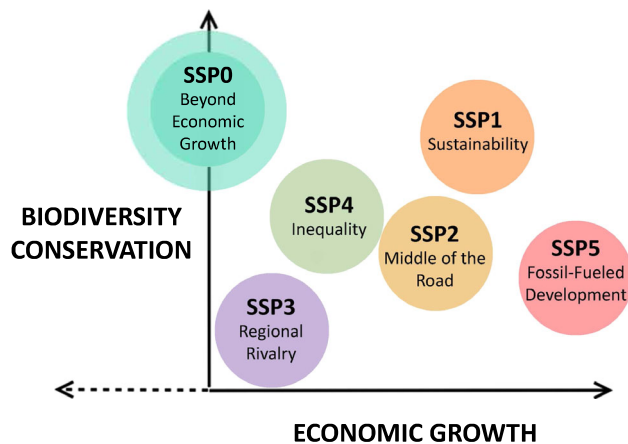 SSP0
Beyond
Economic
Growth
SSP1
Sustainability
SSP4
Inequality
BIODIVERSITY
CONSERVATION
SSP2
Middle of the
Road
SSP5
Fossil-Fueled
Development
SSP3
Regional
Rivalry
ECONOMIC GROWTH